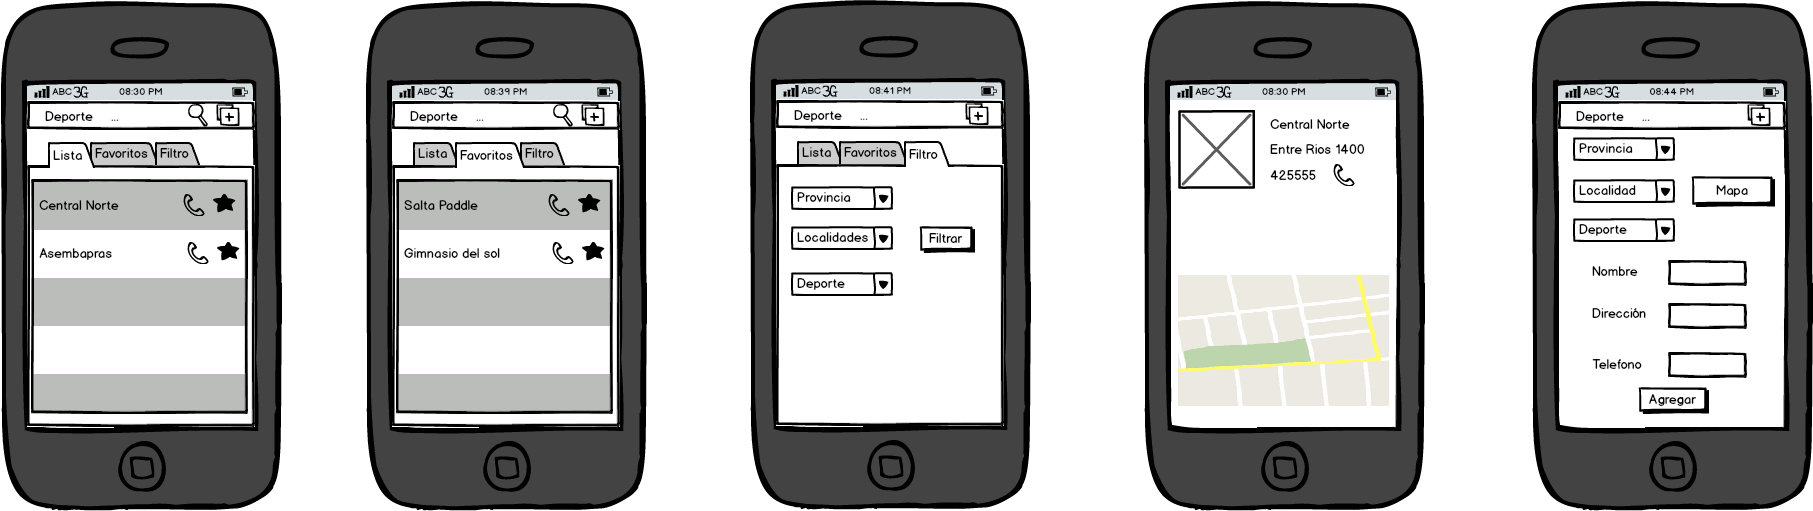 ABC 3G 08:30 PM
Deporte ...
Lista Favoritos Filtro
Central Norte
Asembapras
ABC 3G 08:39 PM
Deporte ...
Lista Favoritos Filtro
Salta Paddle
Gimnasio del sol
ABC 3G 08:41 PM
Deporte ...
Lista Favoritos Filtro
Provincia
Localidades Filtrar
Deporte
ABC 3G 08:30 PM
Central Norte
Entre Rios 1400
425555
ABC 3G 08:44 PM
Deporte ...
Provincia
Localidad Mapa
Deporte
Nombre
Dirección
Telefono
Agregar